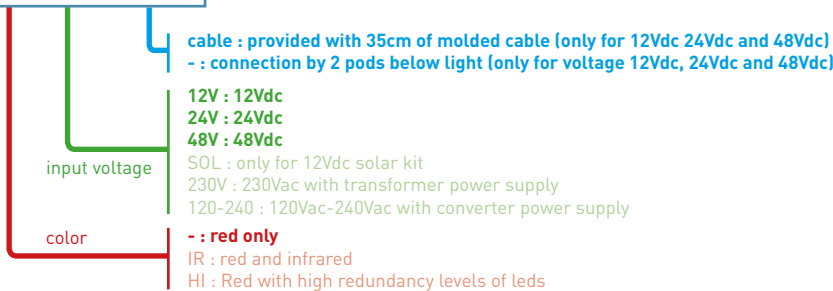 cable : provided with 35cm of molded cable (only for 12Vdc 24Vdc and 48Vdc)
- : connection by 2 pods below light (only for voltage 12Vdc, 24Vdc and 48Vdc)
12V : 12Vdc
24V : 24Vdc
48V : 48Vdc
input voltage
SOL : only for 12Vdc solar kit
230V : 230Vac with transformer power supply
120-240 : 120Vac-240Vac with converter power supply
color
- : red only
IR : red and infrared
HI : Red with high redundancy levels of leds